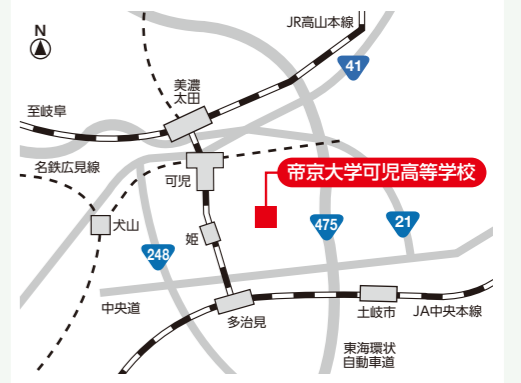 N
JR高山本線
41
美濃
太田
至岐阜
名鉄広見線
可児
帝京大学可児高等学校
犬山
姫
248
475
21
中央道
多治見
土岐市
JA中央本線
東海環状
自動車道